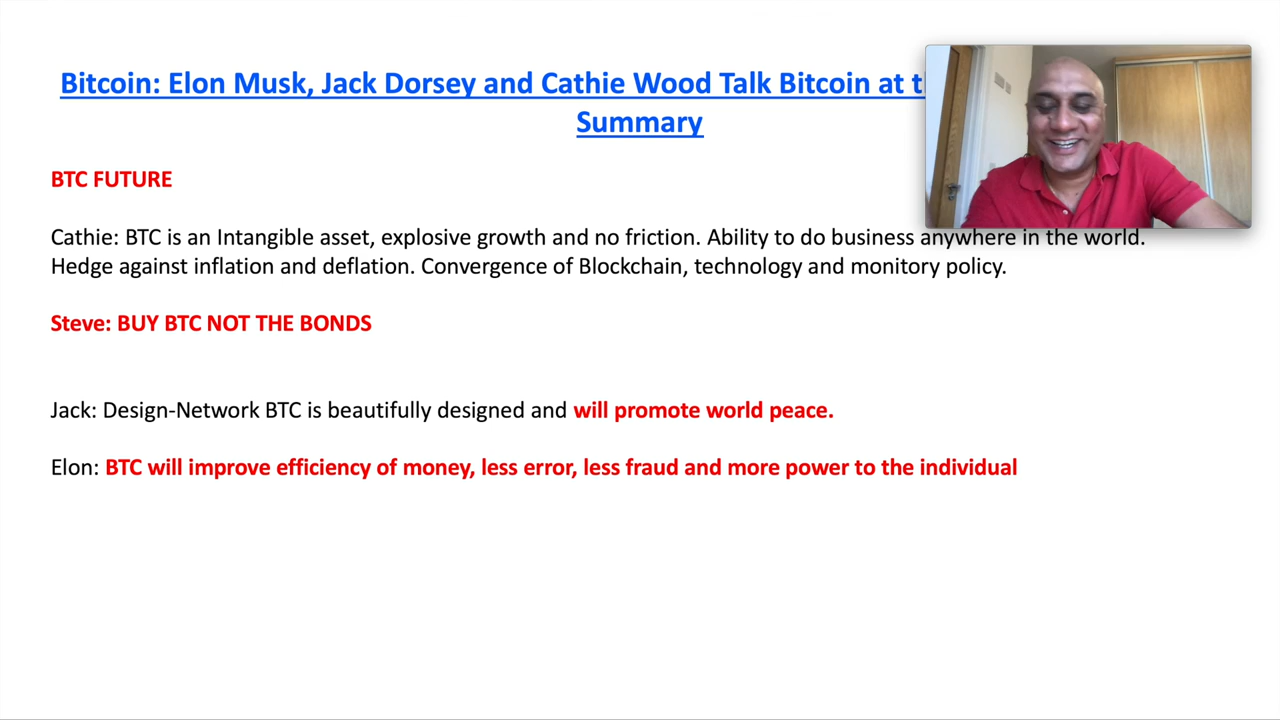 Bitcoin: Elon Musk, Jack Dorsey and Cathie Wood Talk Bitcoin at
Summary
BTC FUTURE
Cathie: BTC is an Intangible asset, explosive growth and no friction. Ability to do business anywhere in the world.
Hedge against inflation and deflation. Convergence of Blockchain, technology and monitory policy.
Steve: BUY BTC NOT THE BONDS
Jack: Design-Network BTC is beautifully designed and will promote world peace.
Elon: BTC will improve efficiency of money, less error, less fraud and more power to the individual